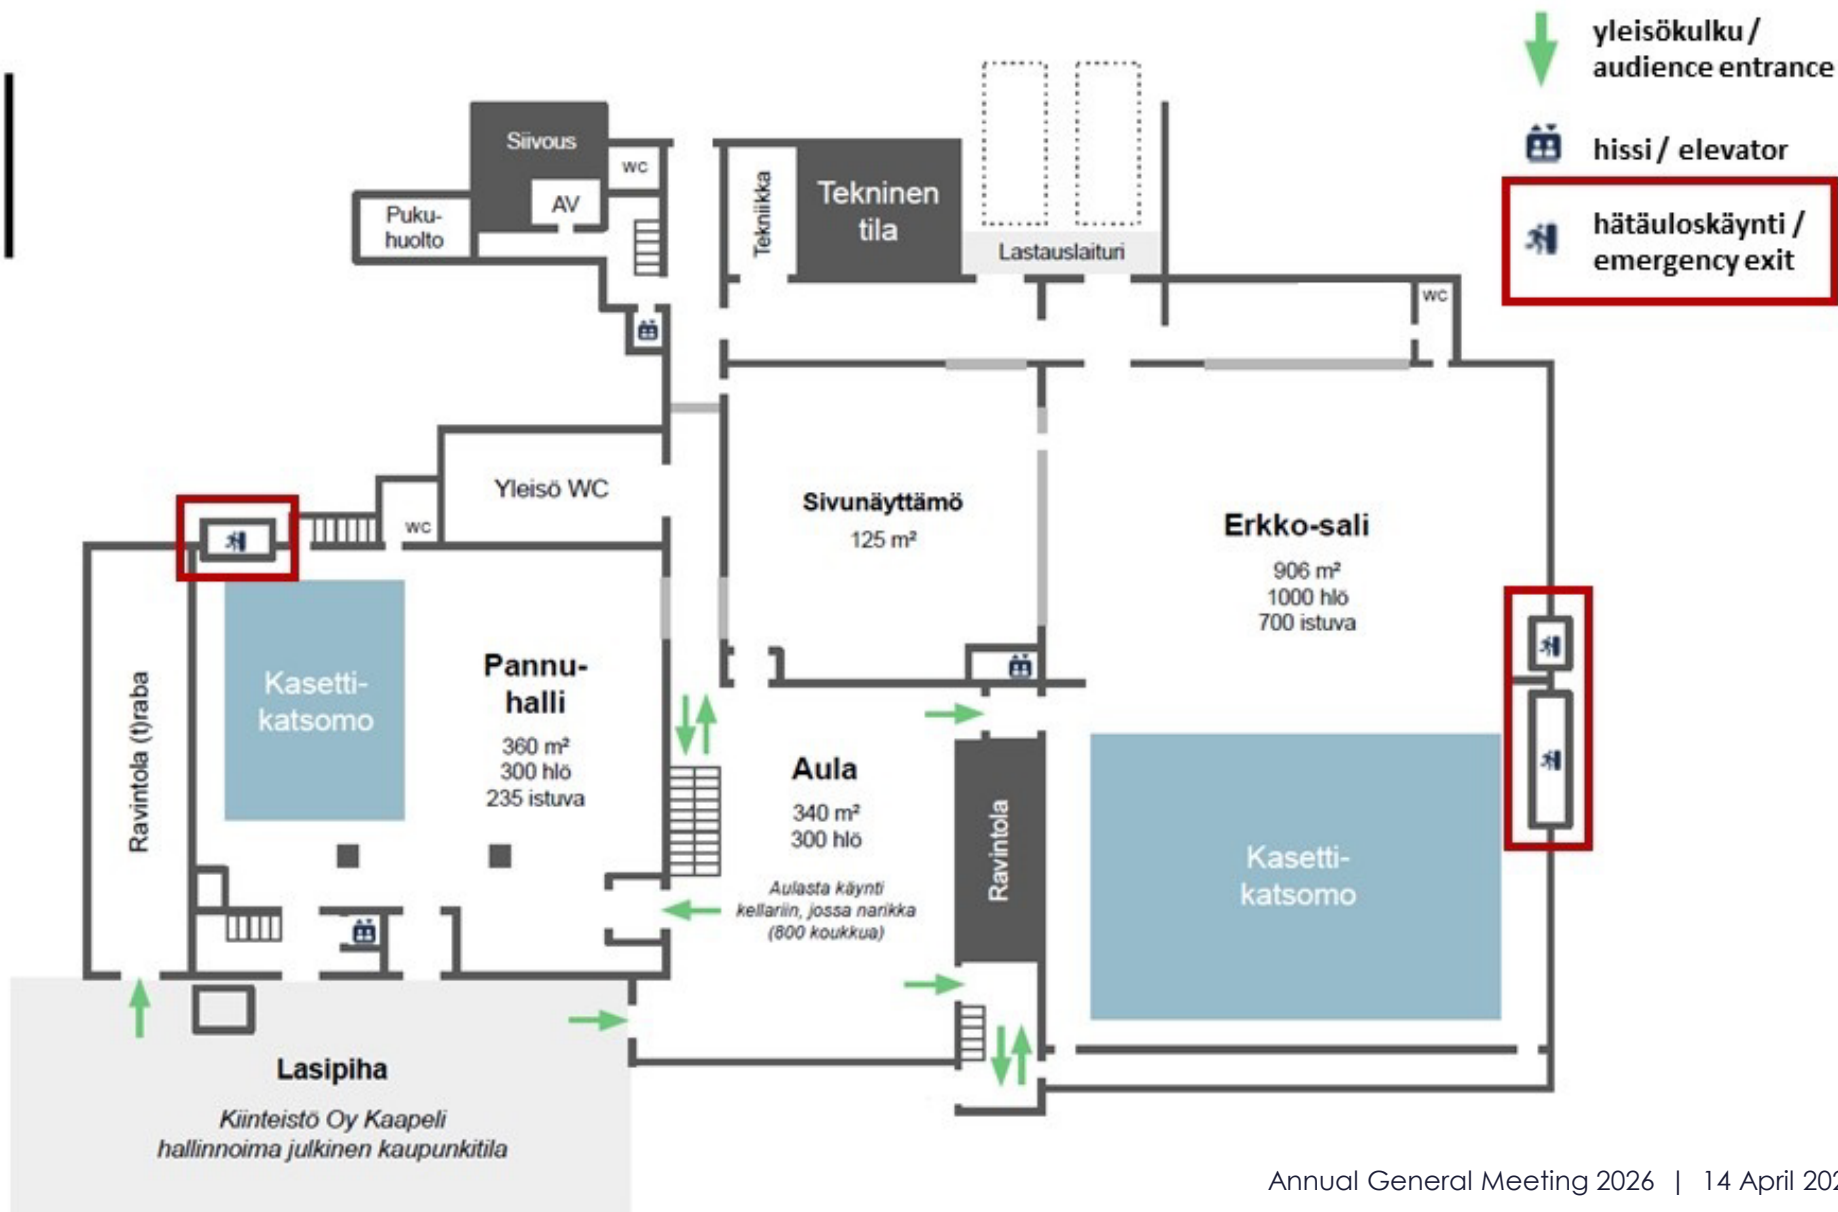 yleisökulku /
audience entrance
hissi / elevator
hätäuloskäynti /
emergency exit
Siivous
wc
AV
Puku-
huolto
Tekniikka
Tekninen
tila
Lastauslaituri
wc
Yleisö WC
wc
Sivunäyttämö
125 m²
Erkko-sali
906 m²
1000 hlö
700 istuva
Ravintola (t)raba
Kasetti-
katsomo
Pannu-
halli
360 m²
300 hlö
235 istuva
Aula
340 m²
300 hlö
Aulasta käynti
kellariin, jossa narikka
(800 koukkua)
Ravintola
Kasetti-
katsomo
Lasipiha
Kiinteistö Oy Kaapeli
hallinnoima julkinen kaupunkitila
Annual General Meeting 2026 | 14 April 202